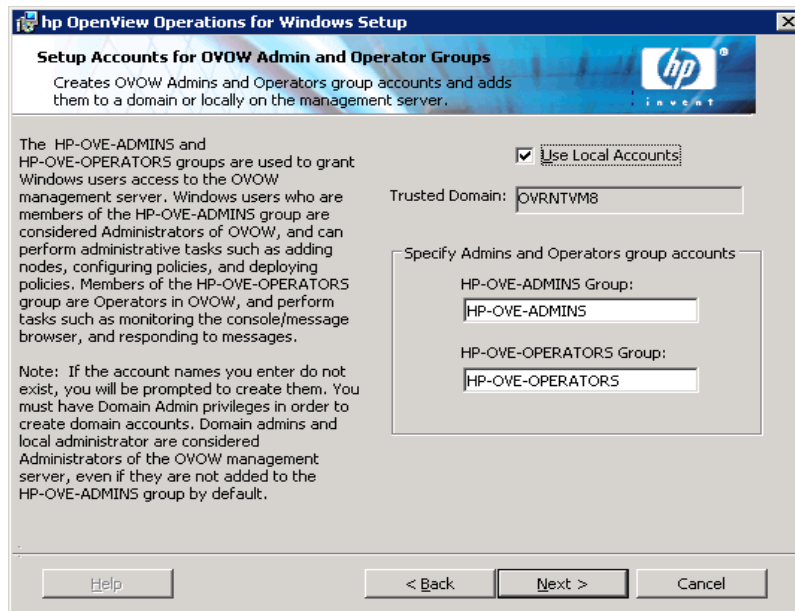 hp OpenView Operations for Windows Setup
Setup Accounts for OVOW Admin and Operator Groups
Creates OVOW Admins and Operators group accounts and adds
them to a domain or locally on the management server.
hp
invent
The HP-OVE-ADMINS and
HP-OVE-OPERATORS groups are used to grant
Windows users access to the OVOW
management server. Windows users who are
members of the HP-OVE-ADMINS group are
considered Administrators of OVOW, and can
perform administrative tasks such as adding
nodes, configuring policies, and deploying
policies. Members of the HP-OVE-OPERATORS
group are Operators in OVOW, and perform
tasks such as monitoring the console/message
browser, and responding to messages.
Note: If the account names you enter do not
exist, you will be prompted to create them. You
must have Domain Admin privileges in order to
create domain accounts. Domain admins and
local administrator are considered
Administrators of the OVOW management
server, even if they are not added to the
HP-OVE-ADMINS group by default.
Use Local Accounts
Trusted Domain: OVRNTVM8
Specify Admins and Operators group accounts
HP-OVE-ADMINS Group:
HP-OVE-ADMINS
HP-OVE-OPERATORS Group:
HP-OVE-OPERATORS
Help
< Back
Next >
Cancel